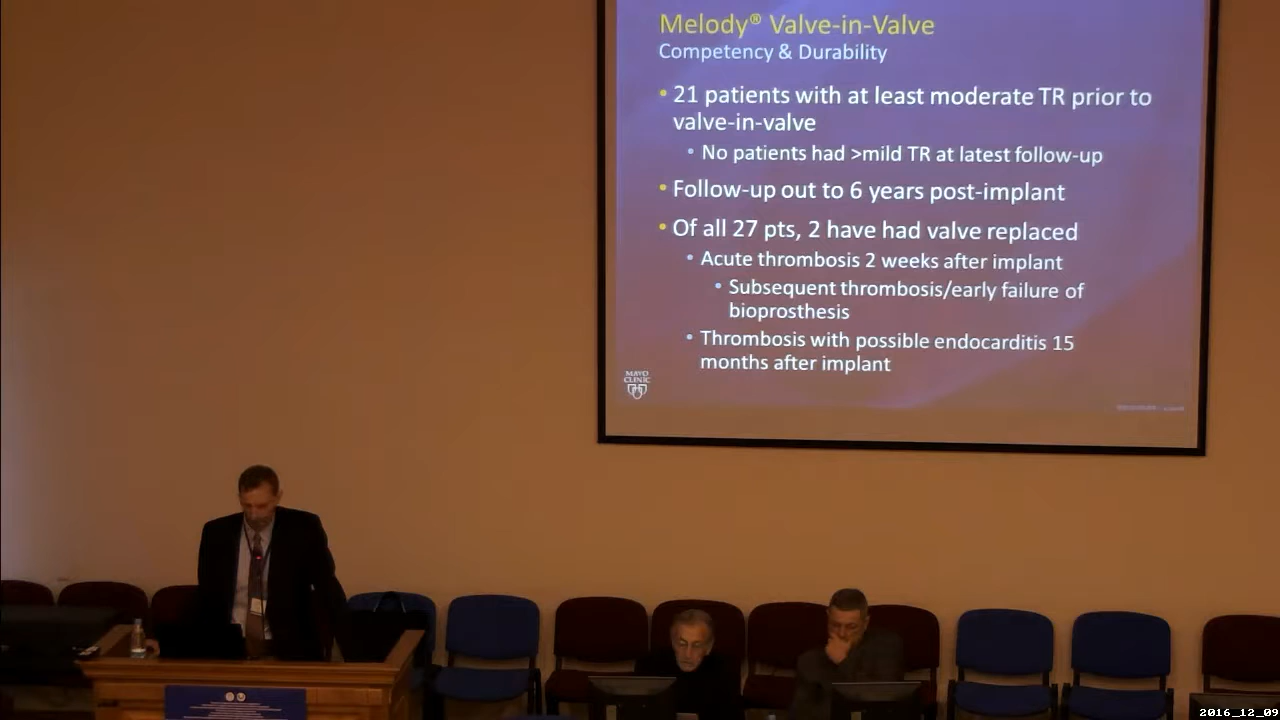 Melody® Valve-in-Valve
Competency & Durability
• 21 patients with at least moderate TR prior to
valve-in-valve
• No patients had >mild TR at latest follow-up
• Follow-up out to 6 years post-implant
• Of all 27 pts, 2 have had valve replaced
• Acute thrombosis 2 weeks after implant
• Subsequent thrombosis/early failure of
bioprosthesis
• Thrombosis with possible endocarditis 15
months after implant
MAYO
CLINIC
2016_12_09